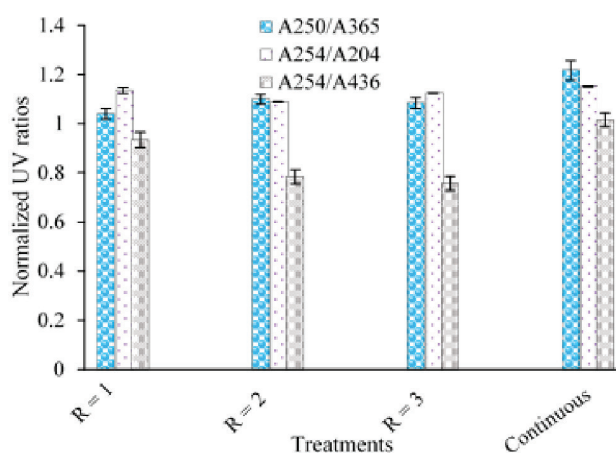 1.4
1.2
1
0.8
0.6
0.4
0.2
0
Normalized UV ratios
A250/A365
A254/A204
A254/A436
R = 1
R = 2
R = 3
Continuous
Treatments